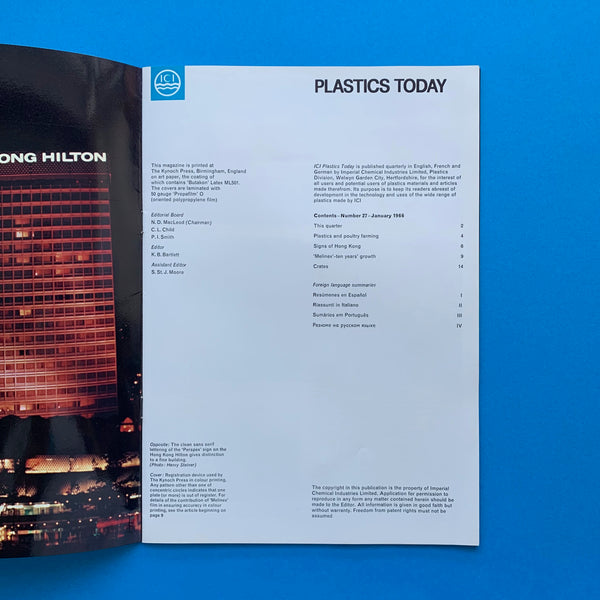 ONG HILTON
ICI
PLASTICS TODAY
This magazine is printed at
The Kynoch Press, Birmingham, England
on art paper, the coating of
which contains 'Butakon' Latex ML501.
The covers are laminated with
50 gauge 'Propafilm' O
(oriented polypropylene film)
Editorial Board
N. D. MacLeod (Chairman)
C. L. Child
P. I. Smith
Editor
K. B. Bartlett
Assistant Editor
S. St. J. Moore
Opposite: The clean sans serif
lettering of the 'Perspex' sign on the
Hong Kong Hilton gives distinction
to a fine building.
(Photo: Henry Steiner)
Cover: Registration device used by
The Kynoch Press in colour printing.
Any pattern other than one of
concentric circles indicates that one
plate (or more) is out of register. For
details of the contribution of 'Melinex'
film in ensuring accuracy in colour
printing, see the article beginning on
page 9
ICI Plastics Today is published quarterly in English, French and
German by Imperial Chemical Industries Limited, Plastics
Division, Welwyn Garden City, Hertfordshire, for the interest of
all users and potential users of plastics materials and articles
made therefrom. Its purpose is to keep its readers abreast of
development in the technology and uses of the wide range of
plastics made by ICI
Contents - Number 27 - January 1966
This quarter 2
Plastics and poultry farming 4
Signs of Hong Kong 6
'Melinex'-ten years' growth 9
Crates 14
Foreign language summaries
Resúmenes en Español I
Riassunti in Italiano II
Sumários em Português III
Резюме на русском языке IV
The copyright in this publication is the property of Imperial
Chemical Industries Limited. Application for permission to
reproduce in any form any matter contained herein should be
made to the Editor. All information is given in good faith but
without warranty. Freedom from patent rights must not be
assumed